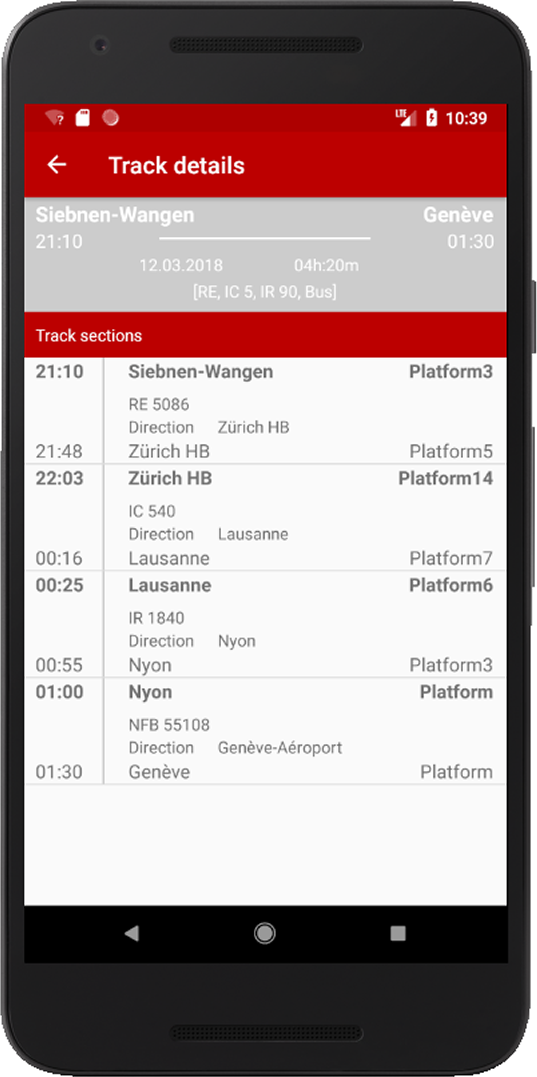 LTE 10:39
Track details
Siebnen-Wangen Genève
21:10 01:30
12.03.2018 04h:20m
[RE, IC 5, IR 90, Bus]
Track sections
21:10 Siebnen-Wangen Platform3
RE 5086
Direction Zürich HB
21:48 Zürich HB Platform5
22:03 Zürich HB Platform14
IC 540
Direction Lausanne
00:16 Lausanne Platform7
00:25 Lausanne Platform6
IR 1840
Direction Nyon
00:55 Nyon Platform3
01:00 Nyon Platform
NFB 55108
Direction Genève-Aéroport
01:30 Genève Platform